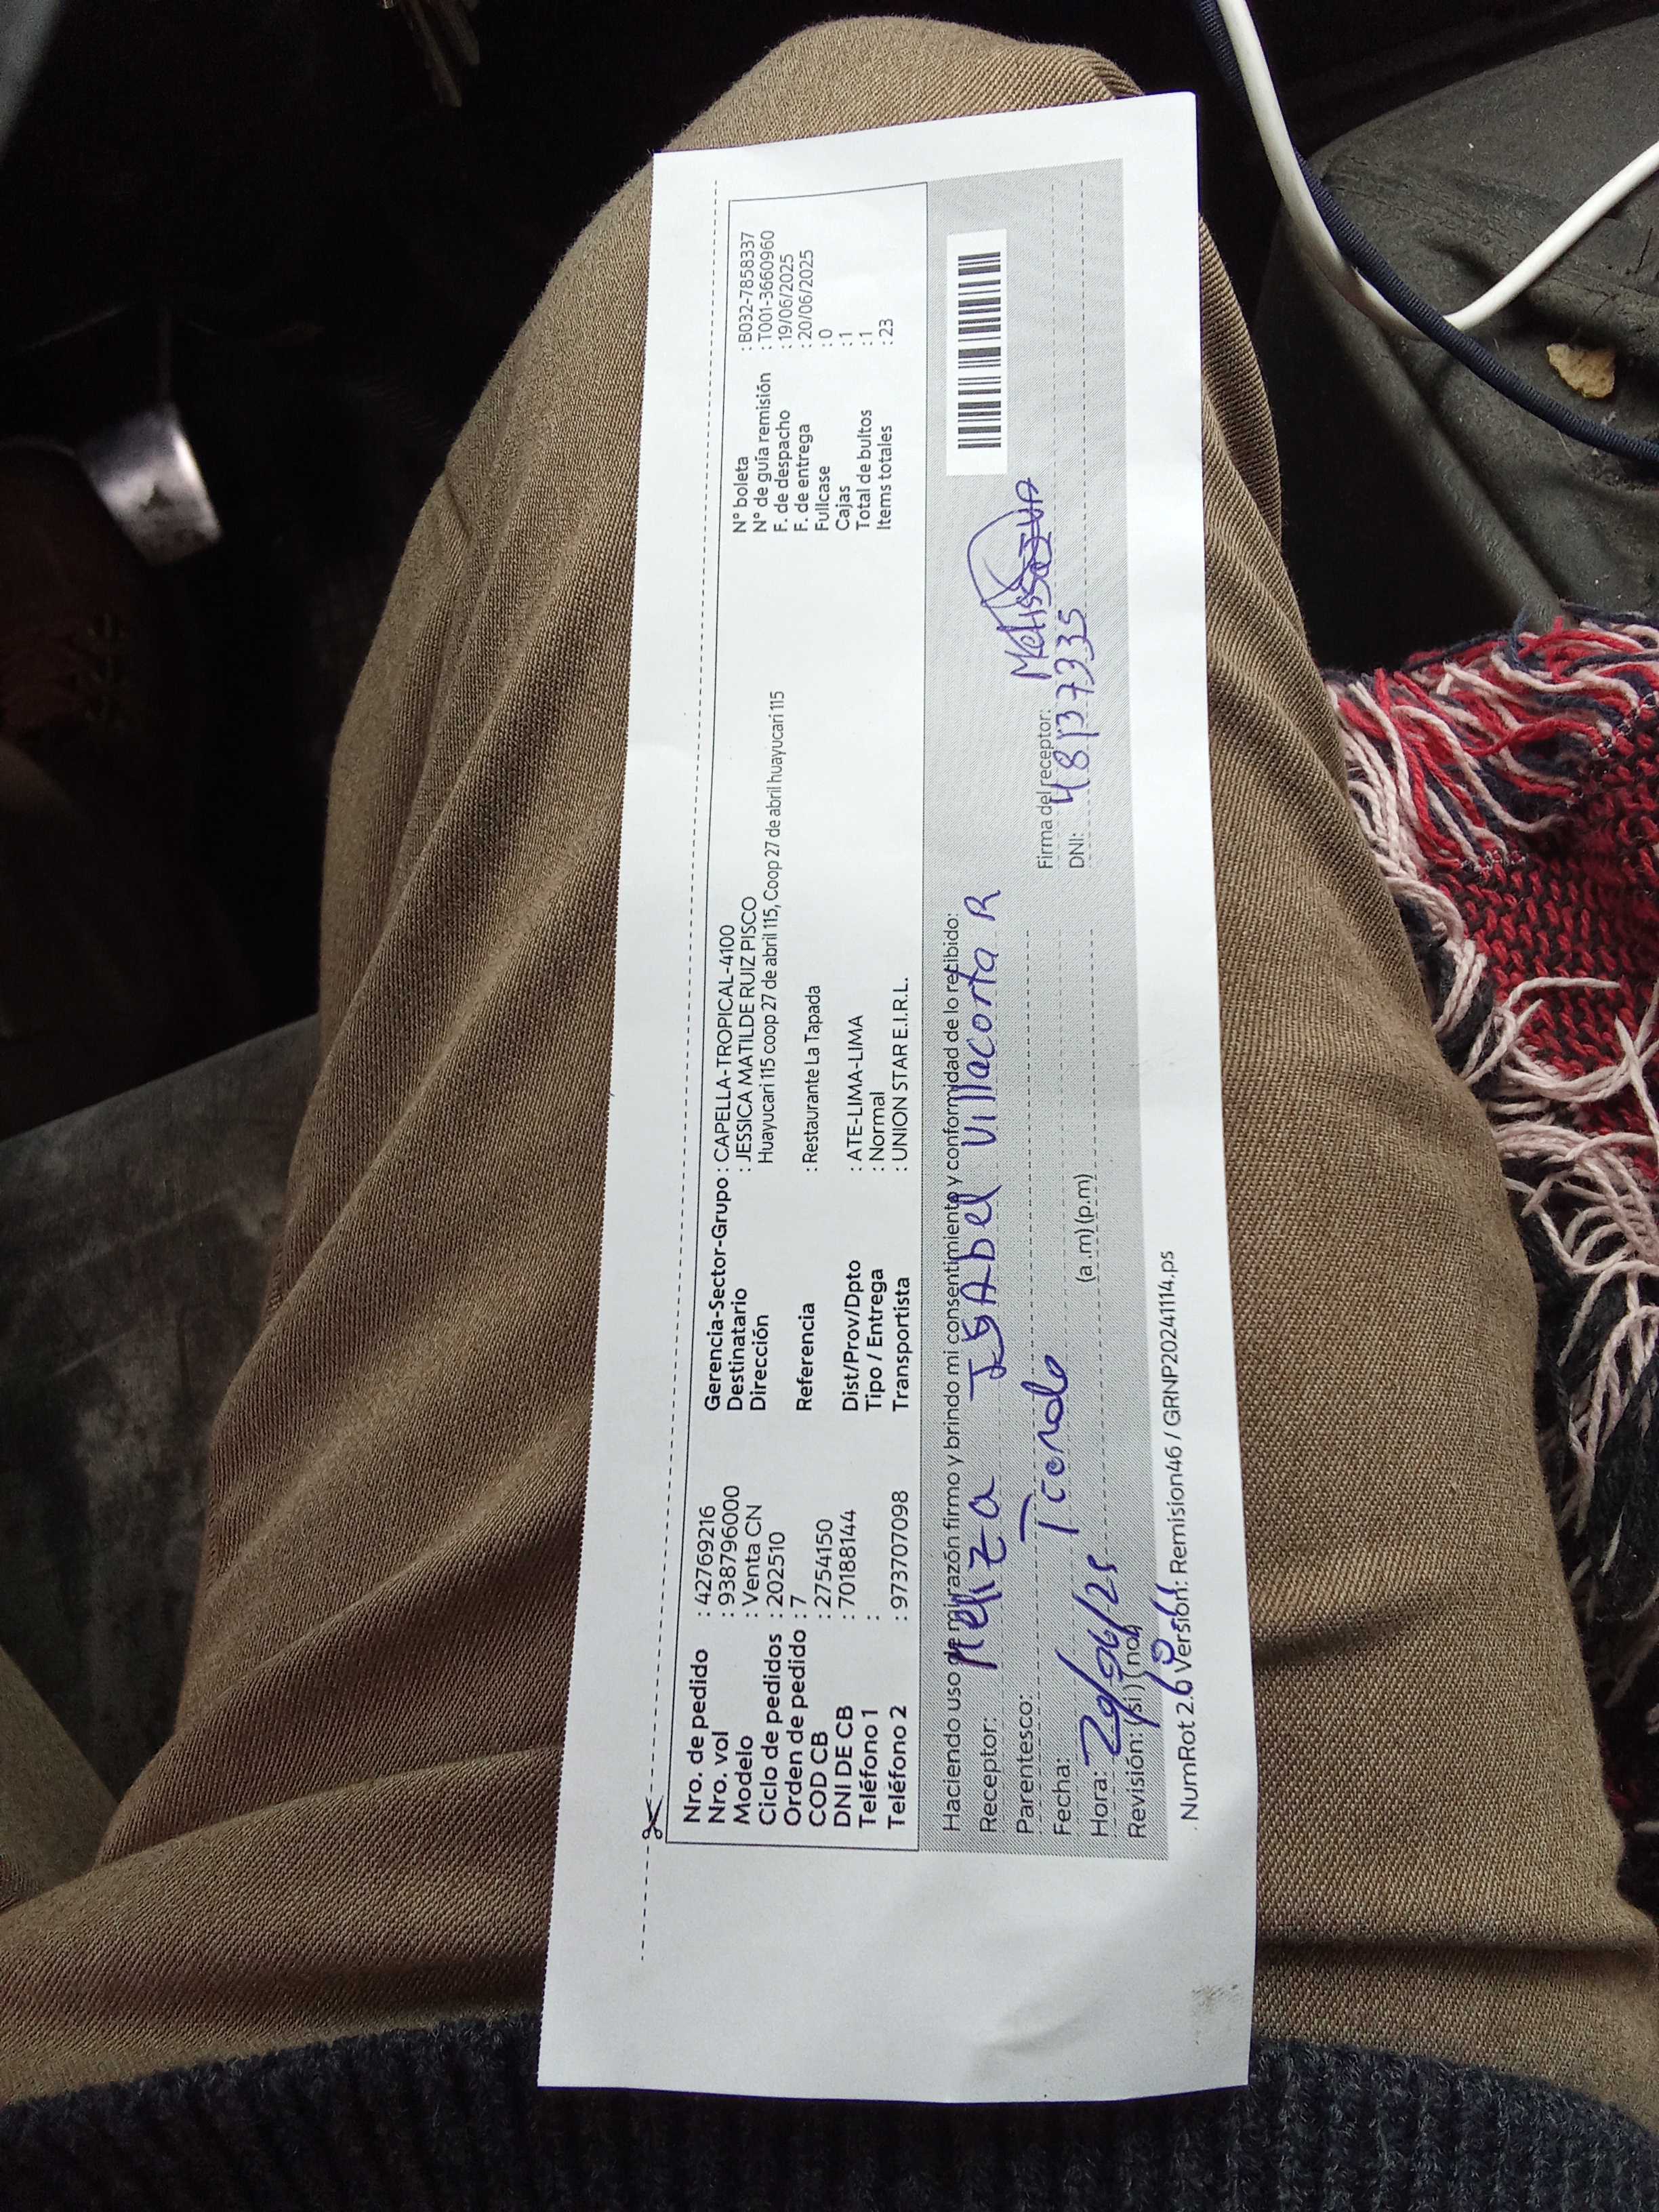 Nro. de pedido : 42769216
Nro. vol : 938796000
Modelo : Venta CN
Ciclo de pedidos : 202510
Orden de pedido : 7
COD CB : 2754150
DNI DE CB : 70188144
Teléfono 1 :
Teléfono 2 : 973707098
Gerencia-Sector-Grupo : CAPELLA-TROPICAL-4100
Destinatario : JESSICA MATILDE RUIZ PISCO
Dirección Huayucari 115 coop 27 de abril 115, Coop 27 de abril huayucari 115
Referencia : Restaurante La Tapada
Dist/Prov/Dpto : ATE-LIMA-LIMA
Tipo / Entrega : Normal
Transportista : UNION STAR E.I.R.L.
N° boleta : B032-78583​37
N° de guía remisión : T001-3660960
F. de despacho : 19/06/2025
F. de entrega : 20/06/2025
Fullcase : 0
Cajas : 1
Total de bultos : 1
Items totales : 23
Haciendo uso de mi razón firmo y brindo mi consentimiento y conformidad de lo recibido:
Receptor: Meliza Isabel Villacorta R
Parentesco: Tienda
Fecha: 20/06/25
Hora: (a .m) (p.m)
Revisión: (si) (no)
Firma del receptor:
DNI: 48137335
NumRot 2.0 Versión: Remision46 / GRNP20241114.ps